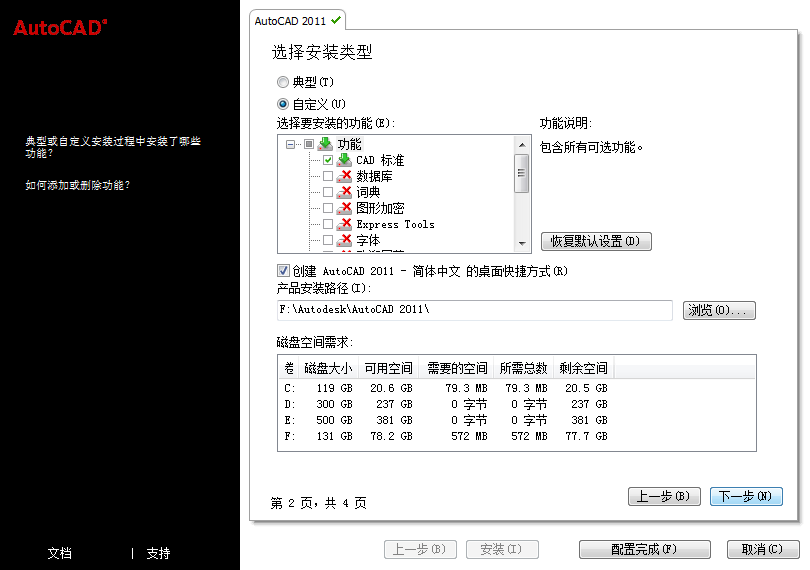 AutoCAD®
AutoCAD 2011
选择安装类型
典型(T)
自定义(U)
选择要安装的功能(E):
功能说明:
功能
包含所有可选功能。
CAD 标准
数据库
词典
图形加密
Express Tools
字体
恢复默认设置(D)
创建 AutoCAD 2011 - 简体中文 的桌面快捷方式(R)
产品安装路径(I):
F:\Autodesk\AutoCAD 2011\
浏览(O)...
磁盘空间需求:
卷 磁盘大小 可用空间 需要的空间 所需总数 剩余空间
C: 119 GB 20.6 GB 79.3 MB 79.3 MB 20.5 GB
D: 300 GB 237 GB 0 字节 0 字节 237 GB
E: 500 GB 381 GB 0 字节 0 字节 381 GB
F: 131 GB 78.2 GB 572 MB 572 MB 77.7 GB
第 2 页，共 4 页
上一步(B)
下一步(N)
典型或自定义安装过程中安装了哪些
功能?
如何添加或删除功能?
文档 | 支持
上一步(B)
安装(I)
配置完成(F)
取消(C)